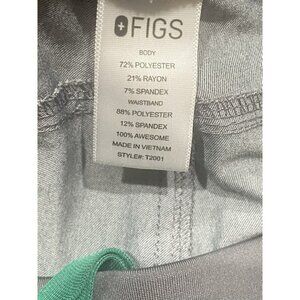 FIGS
BODY
72% POLYESTER
21% RAYON
7% SPANDEX
WAISTBAND
88% POLYESTER
12% SPANDEX
100% AWESOME
MADE IN VIETNAM
STYLE#: T2001